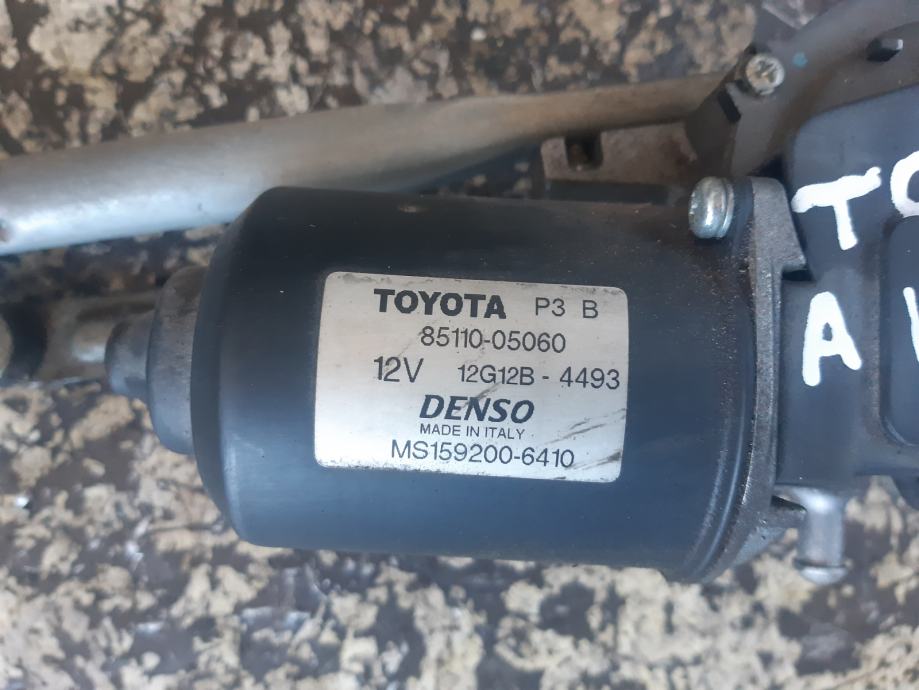 TOYOTA P3 B
85110-05060
12V 12G12B - 4493
DENSO
MADE IN ITALY
MS159200-6410
T
A